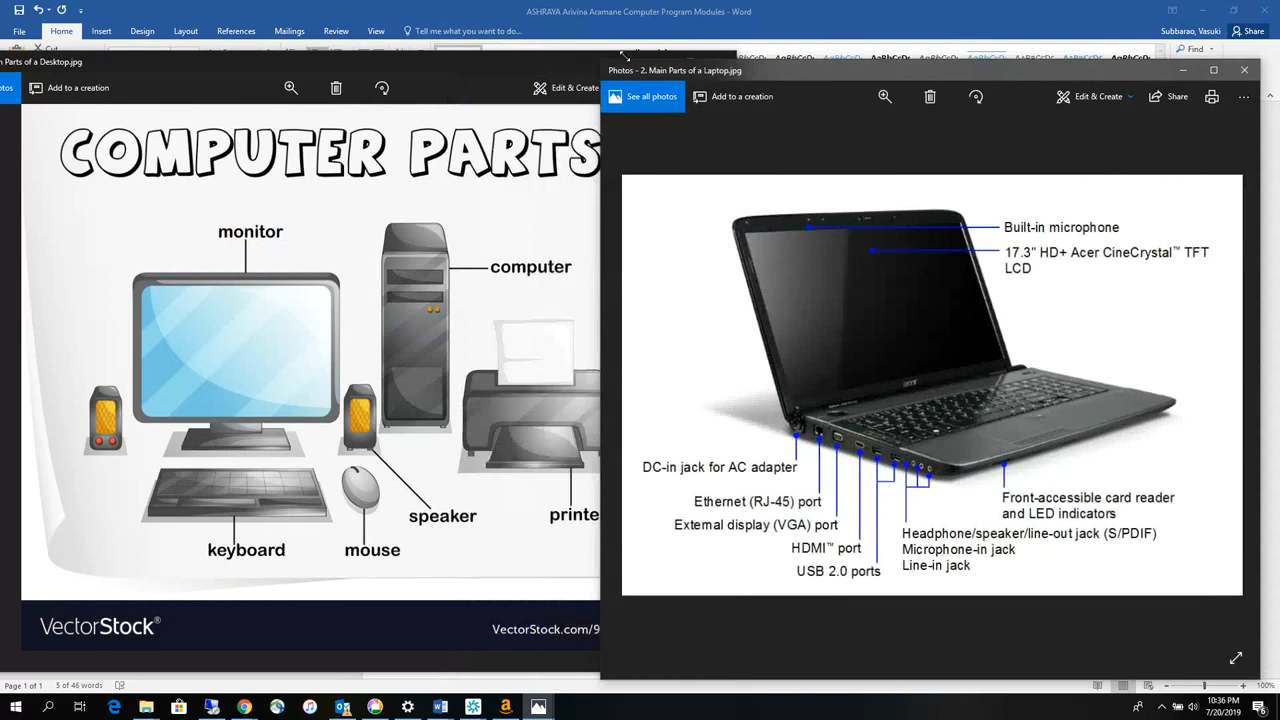 ASHRAYA Arivina Aramane Computer Program Modules - Word
Subbarao, Vasuki
File Home Insert Design Layout References Mailings Review View Tell me what you want to do... Share
Cut
Find
n Parts of a Desktop.jpg
Photos - 2. Main Parts of a Laptop.jpg
otos Add to a creation Edit & Create
See all photos Add to a creation Edit & Create Share
COMPUTER PARTS
monitor
computer
speaker
printe
keyboard
mouse
VectorStock®
VectorStock.com/9
Built-in microphone
17.3" HD+ Acer CineCrystal™ TFT
LCD
acer
DC-in jack for AC adapter
Ethernet (RJ-45) port
External display (VGA) port
HDMI™ port
USB 2.0 ports
Front-accessible card reader
and LED indicators
Headphone/speaker/line-out jack (S/PDIF)
Microphone-in jack
Line-in jack
Page 1 of 1 5 of 46 words 100%
10:36 PM
7/20/2019